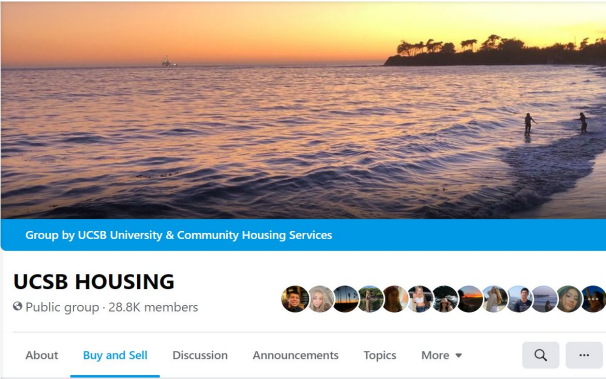 Group by UCSB University & Community Housing Services
UCSB HOUSING
Public group · 28.8K members
About Buy and Sell Discussion Announcements Topics More